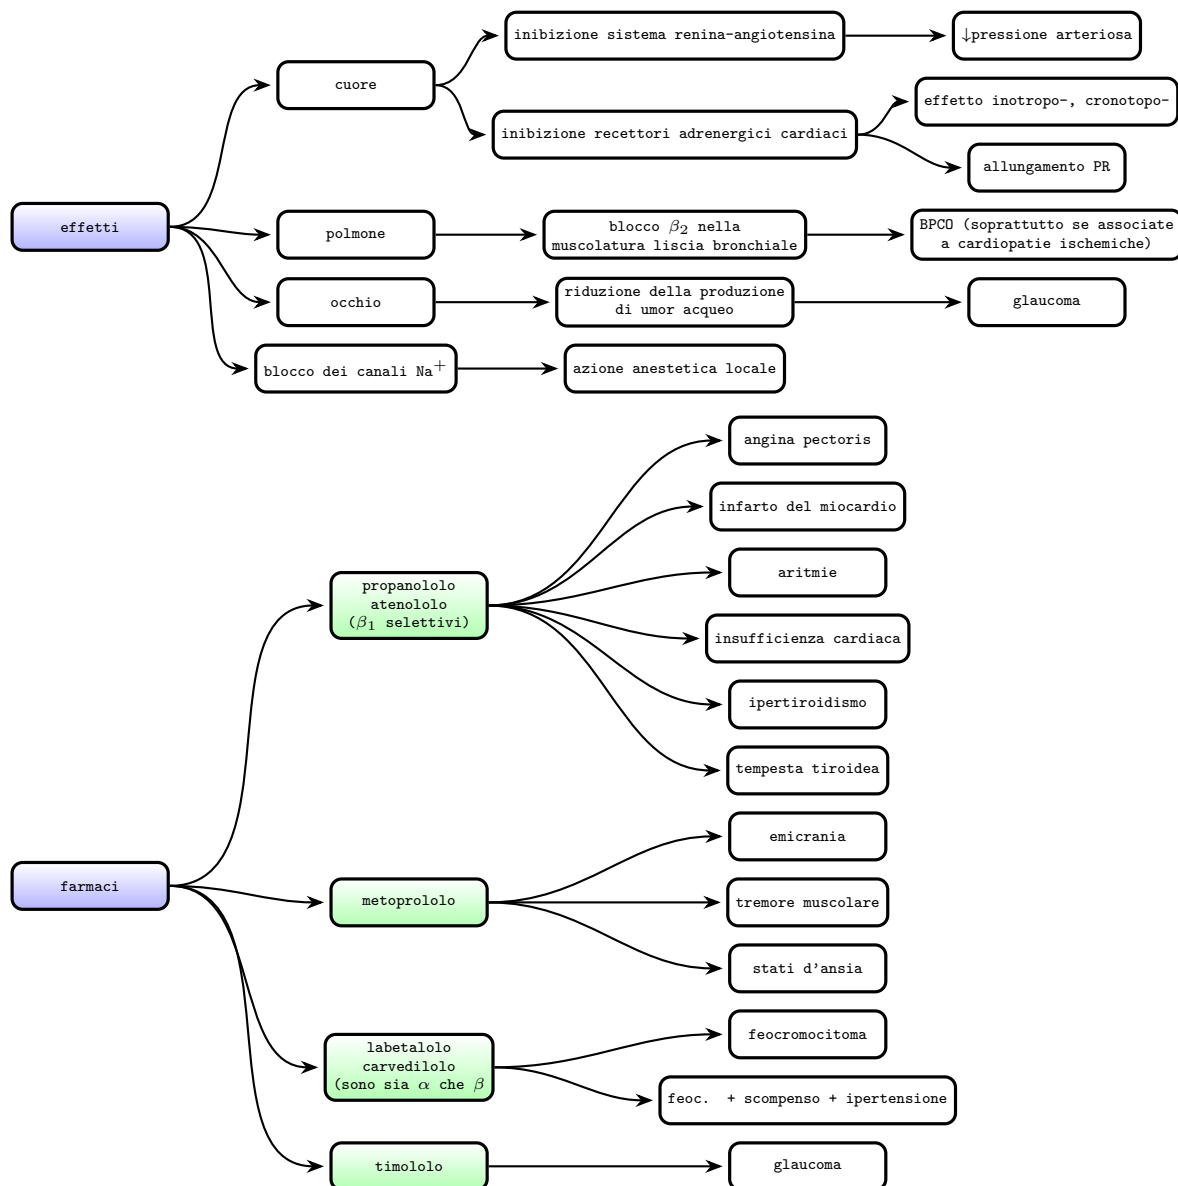 inibizione sistema renina-angiotensina
↓pressione arteriosa
cuore
effetto inotropo-, cronotopo-
inibizione recettori adrenergici cardiaci
allungamento PR
effetti
polmone
blocco β₂ nella
muscolatura liscia bronchiale
BPCO (soprattutto se associate
a cardiopatie ischemiche)
occhio
riduzione della produzione
di umor acqueo
glaucoma
blocco dei canali Na⁺
azione anestetica locale
angina pectoris
infarto del miocardio
aritmie
propanololo
atenololo
(β₁ selettivi)
insufficienza cardiaca
ipertiroidismo
tempesta tiroidea
emicrania
farmaci
metoprololo
tremore muscolare
stati d'ansia
feocromocitoma
labetalolo
carvedilolo
(sono sia α che β
feoc. + scompenso + ipertensione
timololo
glaucoma